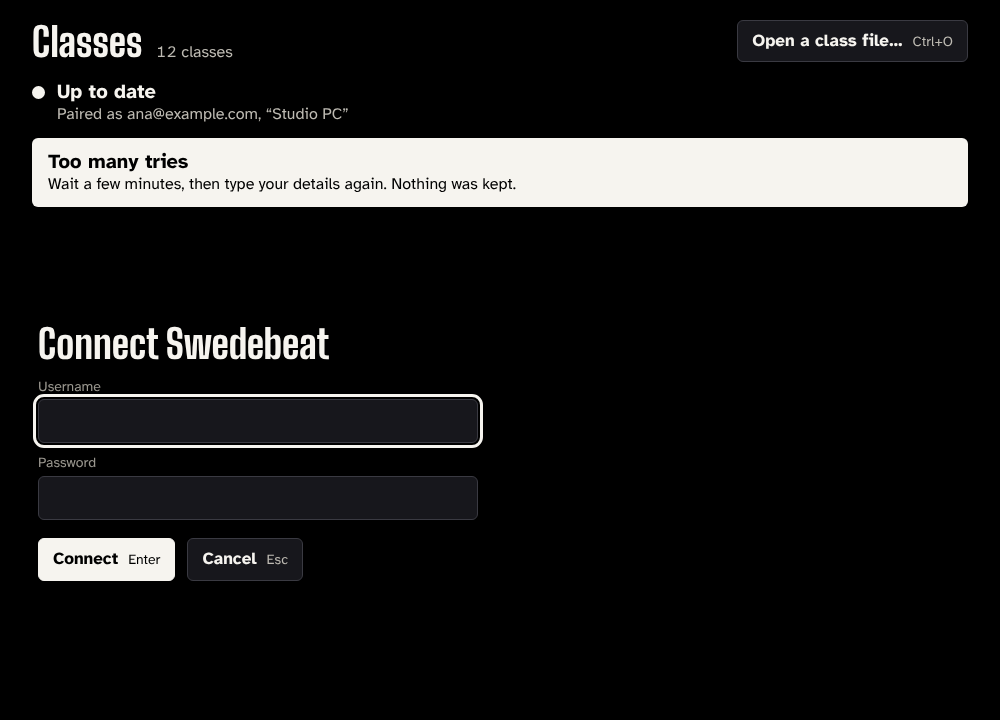 Classes 12 classes
Open a class file… Ctrl+O
Up to date
Paired as ana@example.com, “Studio PC”
Too many tries
Wait a few minutes, then type your details again. Nothing was kept.
Connect Swedebeat
Username
Password
Connect Enter
Cancel Esc